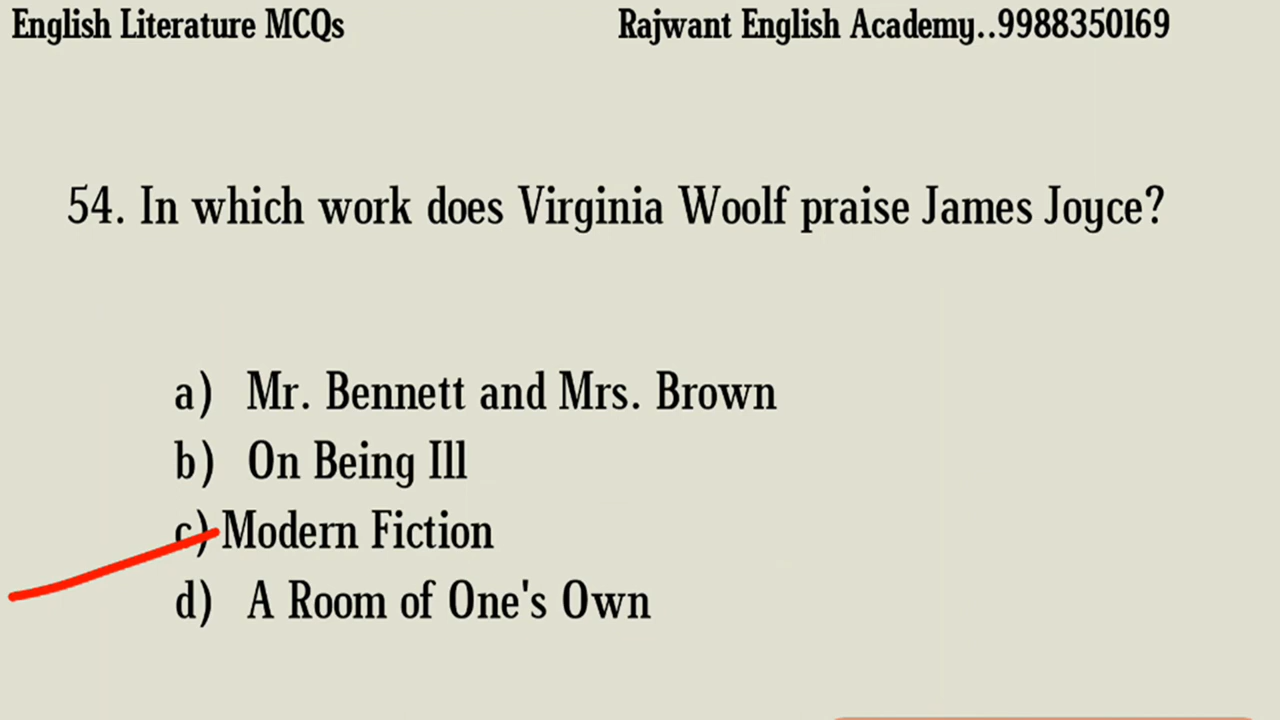 English Literature MCQs Rajwant English Academy..9988350169
54. In which work does Virginia Woolf praise James Joyce?
a) Mr. Bennett and Mrs. Brown
b) On Being Ill
c) Modern Fiction
d) A Room of One's Own